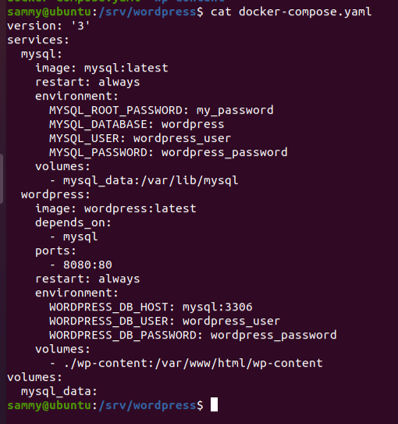 sammy@ubuntu:/srv/wordpress$ cat docker-compose.yaml
version: '3'
services:
  mysql:
    image: mysql:latest
    restart: always
    environment:
      MYSQL_ROOT_PASSWORD: my_password
      MYSQL_DATABASE: wordpress
      MYSQL_USER: wordpress_user
      MYSQL_PASSWORD: wordpress_password
    volumes:
      - mysql_data:/var/lib/mysql
  wordpress:
    image: wordpress:latest
    depends_on:
      - mysql
    ports:
      - 8080:80
    restart: always
    environment:
      WORDPRESS_DB_HOST: mysql:3306
      WORDPRESS_DB_USER: wordpress_user
      WORDPRESS_DB_PASSWORD: wordpress_password
    volumes:
      - ./wp-content:/var/www/html/wp-content
volumes:
  mysql_data:
sammy@ubuntu:/srv/wordpress$